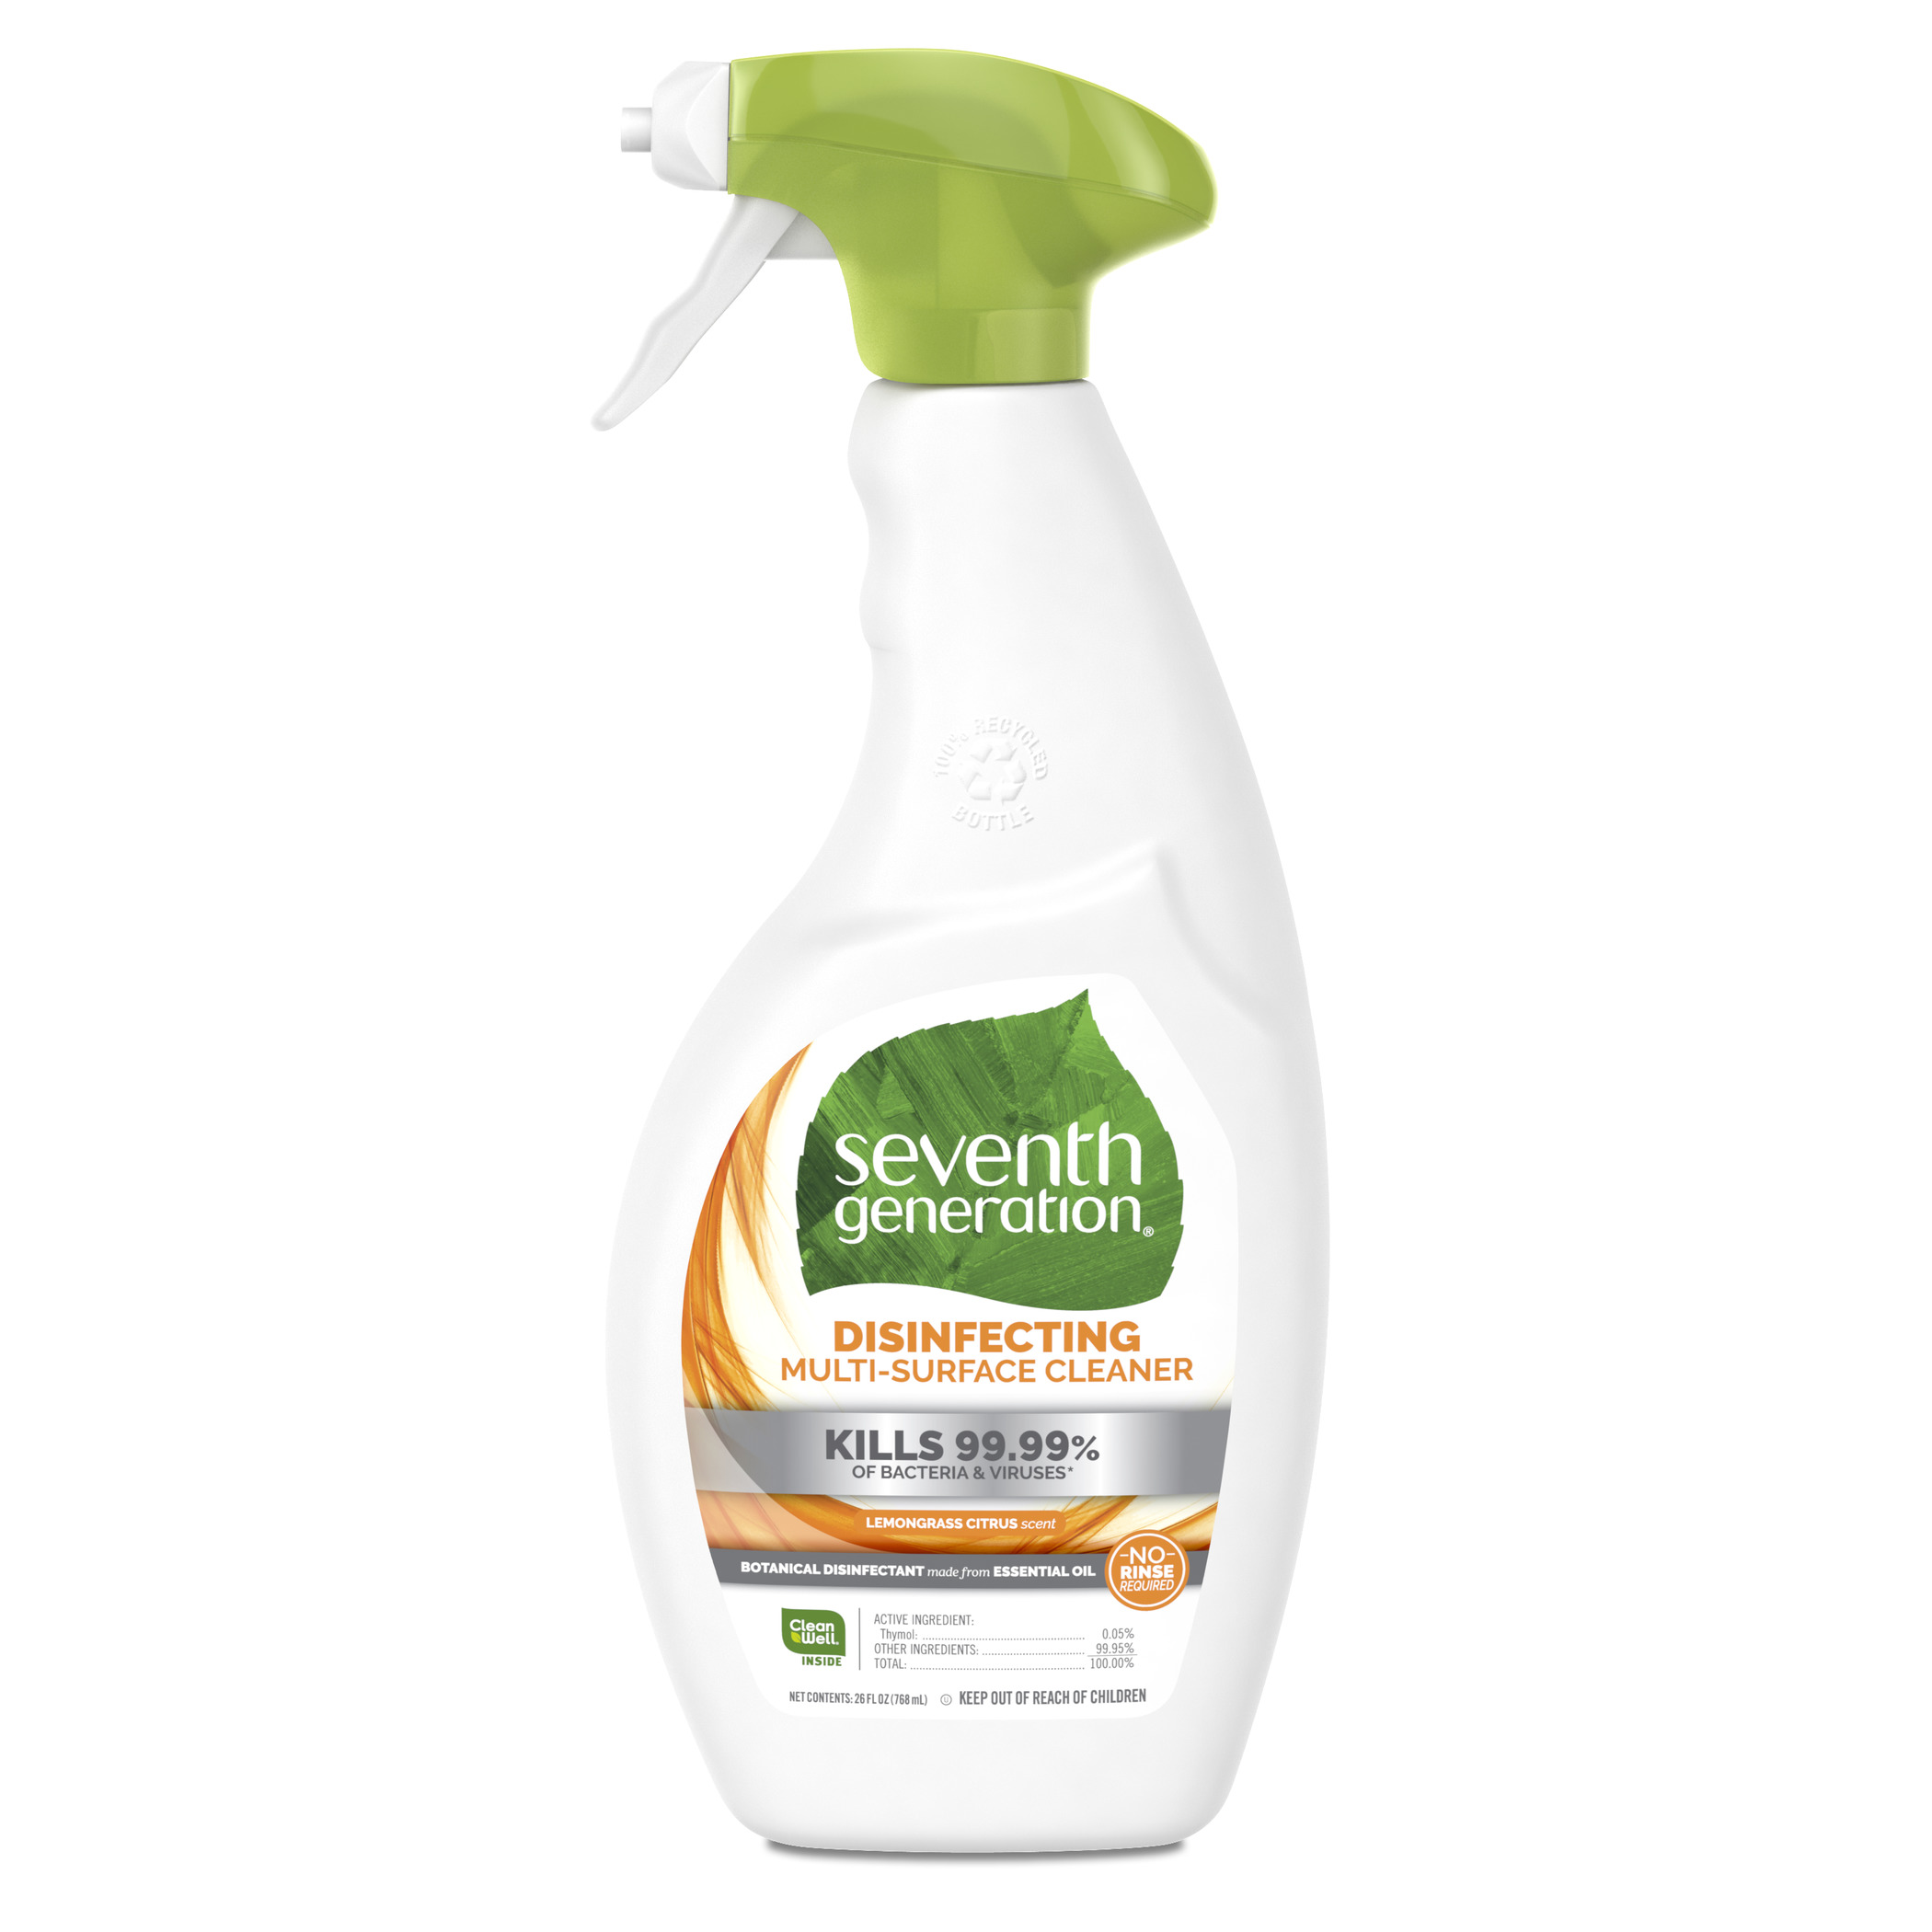 100% RECYCLED
BOTTLE
seventh
generation®
DISINFECTING
MULTI-SURFACE CLEANER
KILLS 99.99%
OF BACTERIA & VIRUSES*
LEMONGRASS CITRUS scent
BOTANICAL DISINFECTANT made from ESSENTIAL OIL
-NO-
RINSE
REQUIRED
Clean
Well.
INSIDE
ACTIVE INGREDIENT:
Thymol: ........ 0.05%
OTHER INGREDIENTS: ........ 99.95%
TOTAL: ........ 100.00%
NET CONTENTS: 26 FL OZ (768 mL) Ⓤ KEEP OUT OF REACH OF CHILDREN